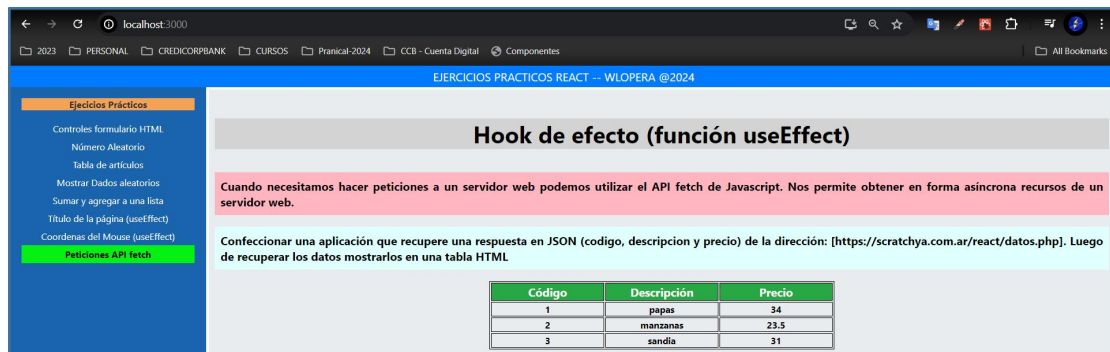 localhost:3000
2023 PERSONAL CREDICORPBANK CURSOS Pranical-2024 CCB - Cuenta Digital Componentes All Bookmarks
EJERCICIOS PRACTICOS REACT -- WLOPERA @2024
Ejecicios Prácticos
Controles formulario HTML
Número Aleatorio
Tabla de artículos
Mostrar Dados aleatorios
Sumar y agregar a una lista
Título de la página (useEffect)
Coordenas del Mouse (useEffect)
Peticiones API fetch
Hook de efecto (función useEffect)
Cuando necesitamos hacer peticiones a un servidor web podemos utilizar el API fetch de Javascript. Nos permite obtener en forma asíncrona recursos de un
servidor web.
Confeccionar una aplicación que recupere una respuesta en JSON (codigo, descripcion y precio) de la dirección: [https://scratchya.com.ar/react/datos.php]. Luego
de recuperar los datos mostrarlos en una tabla HTML
Código Descripción Precio
1 papas 34
2 manzanas 23.5
3 sandia 31